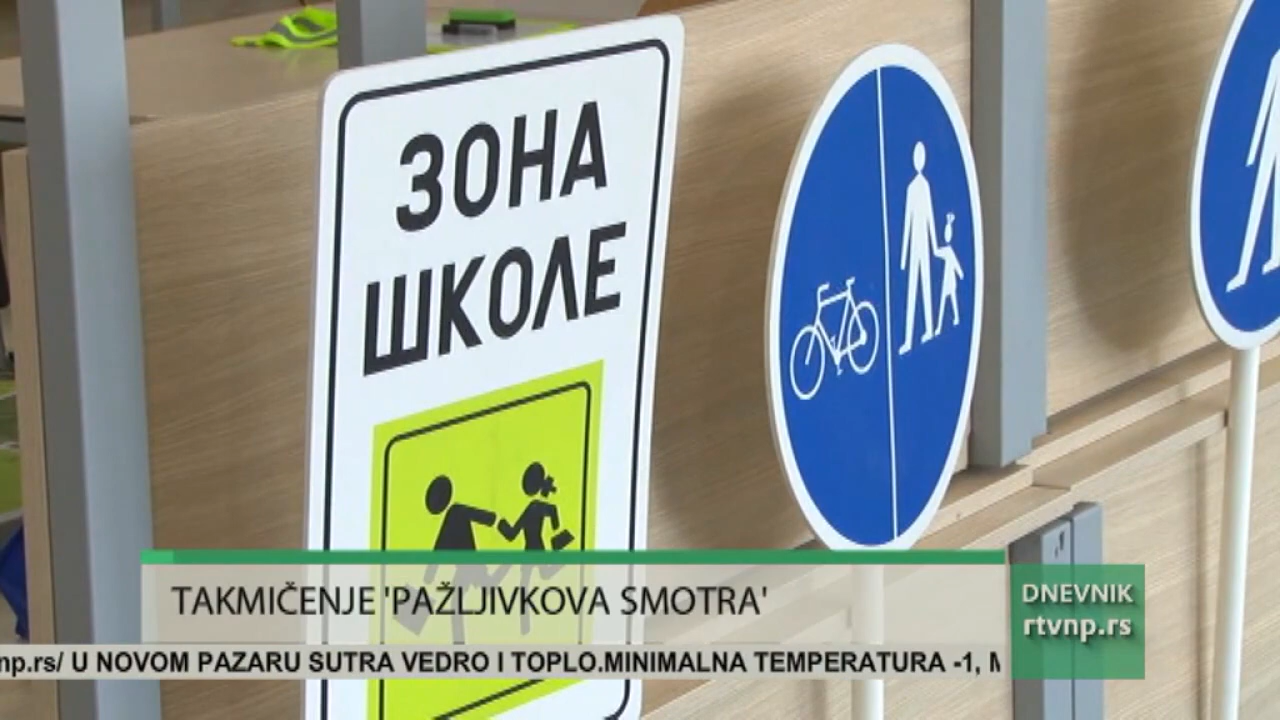 ЗОНА
ШКОЛЕ
TAKMIČENJE 'PAŽLJIVKOVA SMOTRA'
DNEVNIK
rtvnp.rs
np.rs/ U NOVOM PAZARU SUTRA VEDRO I TOPLO.MINIMALNA TEMPERATURA -1,